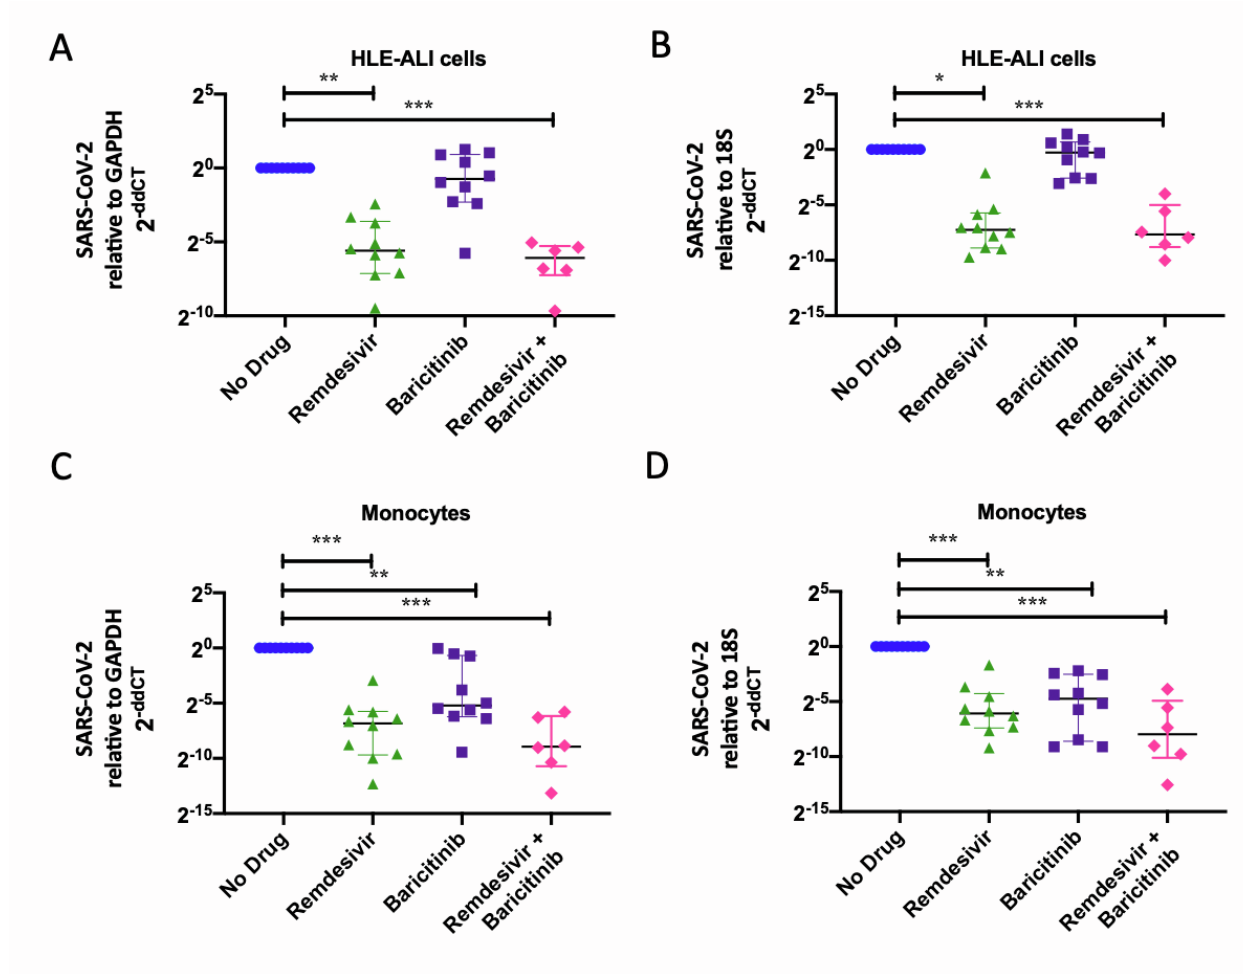 A
HLE-ALI cells
**
***
SARS-CoV-2
relative to GAPDH
2^-ddCT
2^5
2^0
2^-5
2^-10
No Drug
Remdesivir
Baricitinib
Remdesivir +
Baricitinib
B
HLE-ALI cells
*
***
SARS-CoV-2
relative to 18S
2^-ddCT
2^5
2^0
2^-5
2^-10
2^-15
No Drug
Remdesivir
Baricitinib
Remdesivir +
Baricitinib
C
Monocytes
***
**
***
SARS-CoV-2
relative to GAPDH
2^-ddCT
2^5
2^0
2^-5
2^-10
2^-15
No Drug
Remdesivir
Baricitinib
Remdesivir +
Baricitinib
D
Monocytes
***
**
***
SARS-CoV-2
relative to 18S
2^-ddCT
2^5
2^0
2^-5
2^-10
2^-15
No Drug
Remdesivir
Baricitinib
Remdesivir +
Baricitinib